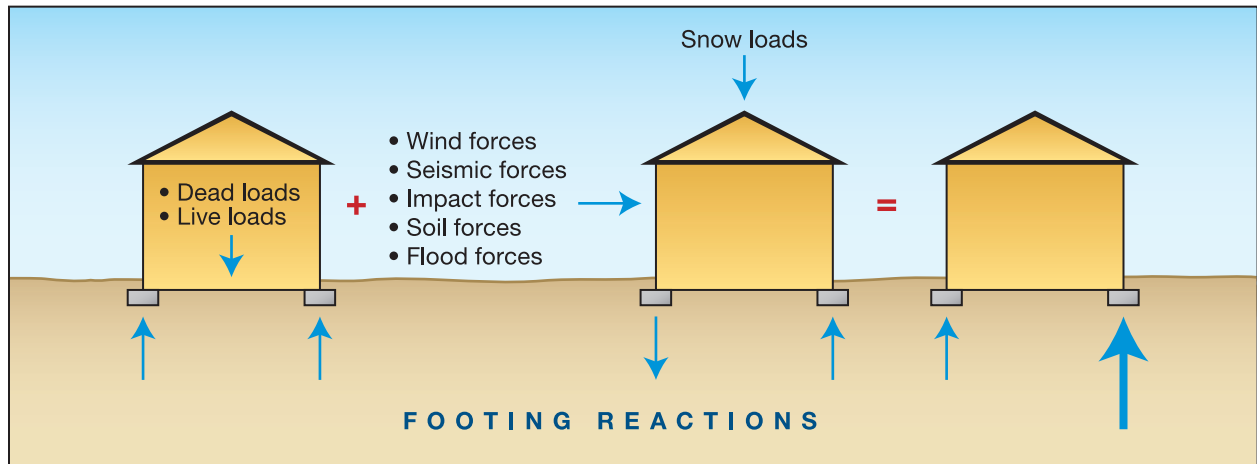 Snow loads
• Dead loads
• Live loads
+
• Wind forces
• Seismic forces
• Impact forces
• Soil forces
• Flood forces
=
FOOTING REACTIONS